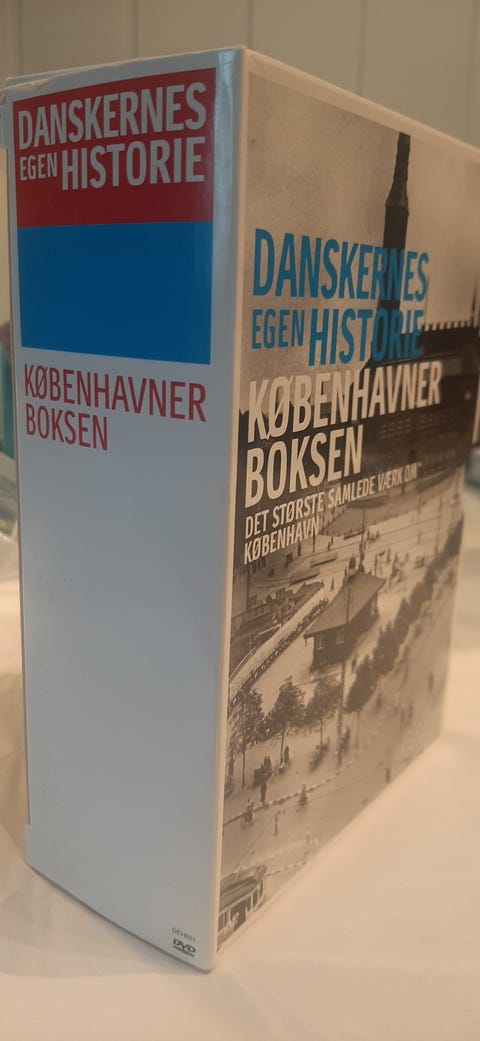 DANSKERNES
EGEN HISTORIE
KØBENHAVNER
BOKSEN
DVD
DANSKERNES
EGEN HISTORIE
KØBENHAVNER
BOKSEN
DET STØRSTE SAMLEDE VÆRK OM
KØBENHAVN